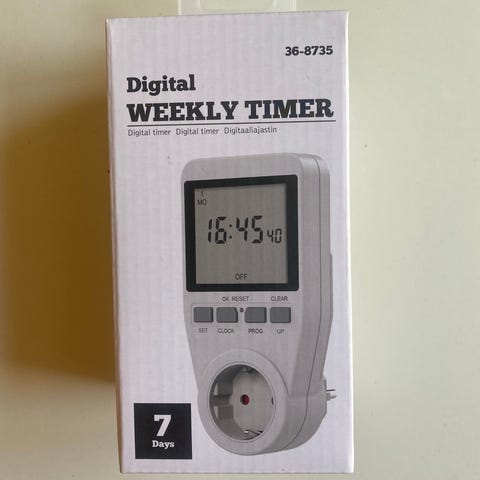 36-8735
Digital
WEEKLY TIMER
Digital timer Digital timer Digitaaliajastin
1
MO
16:45 40
OFF
OK RESET CLEAR
SET CLOCK PROG UP
7
Days